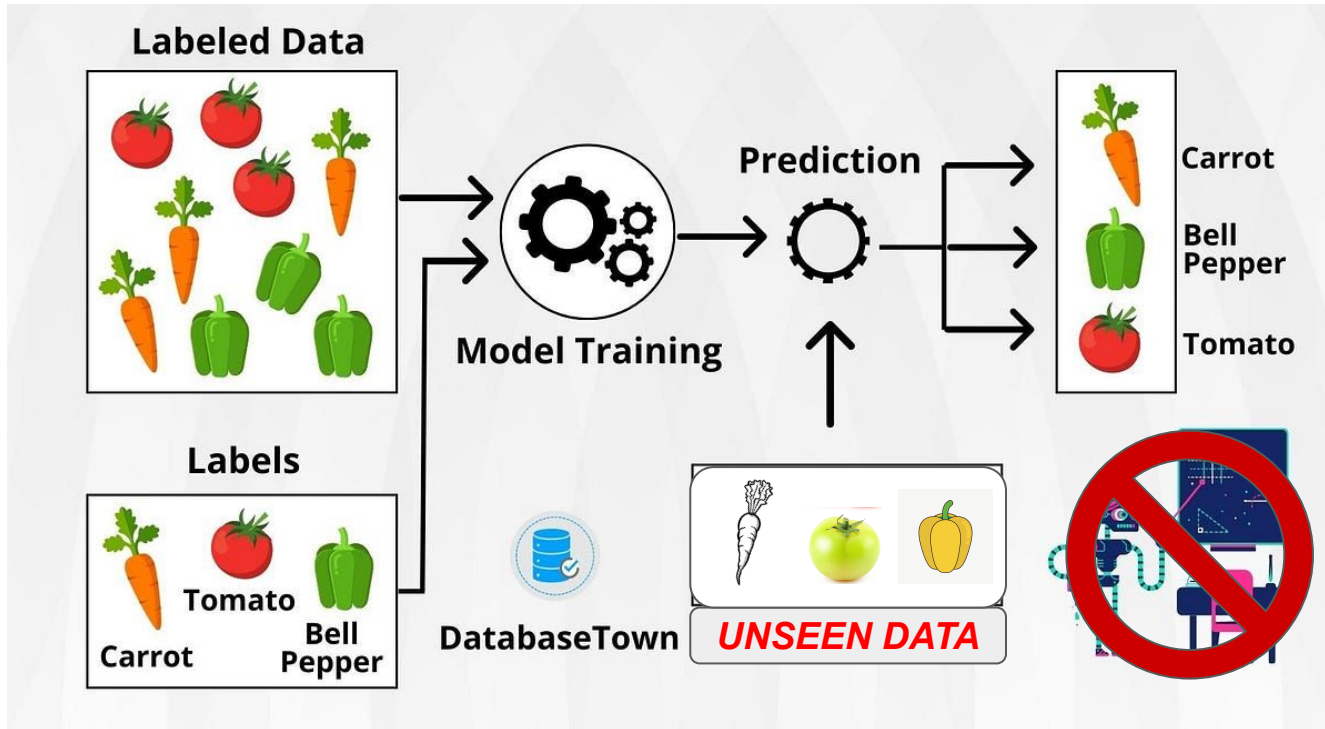 Labeled Data
Prediction
Carrot
Bell
Pepper
Tomato
Model Training
Labels
Tomato
Carrot
Bell
Pepper
DatabaseTown
UNSEEN DATA